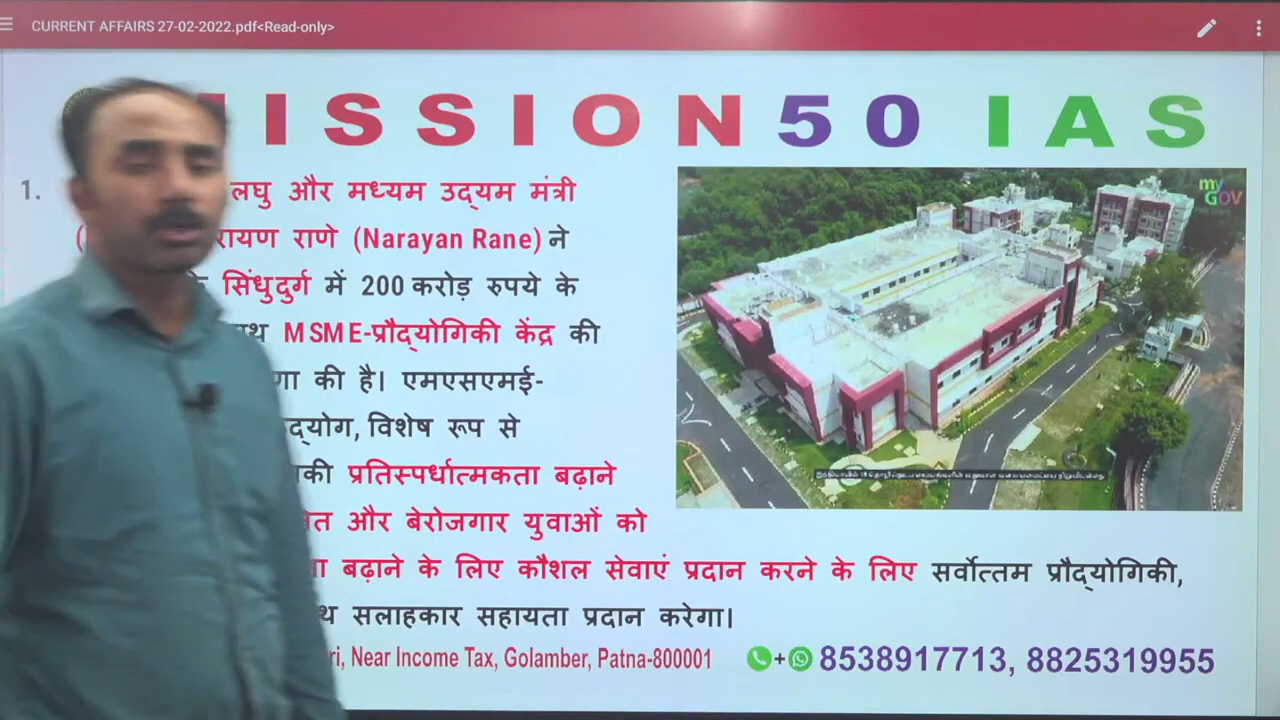 CURRENT AFFAIRS 27-02-2022.pdf<Read-only>
ISSION 50 IAS
1. लघु और मध्यम उद्यम मंत्री
रायण राणे (Narayan Rane) ने
सिंधुदुर्ग में 200 करोड़ रुपये के
MSME-प्रौद्योगिकी केंद्र की
की है। एमएसएमई-
विशेष रूप से
प्रतिस्पर्धात्मकता बढ़ाने
और बेरोजगार युवाओं को
बढ़ाने के लिए कौशल सेवाएं प्रदान करने के लिए सर्वोत्तम प्रौद्योगिकी,
सलाहकार सहायता प्रदान करेगा।
my
GOV
ri, Near Income Tax, Golamber, Patna-800001
+ 8538917713, 8825319955